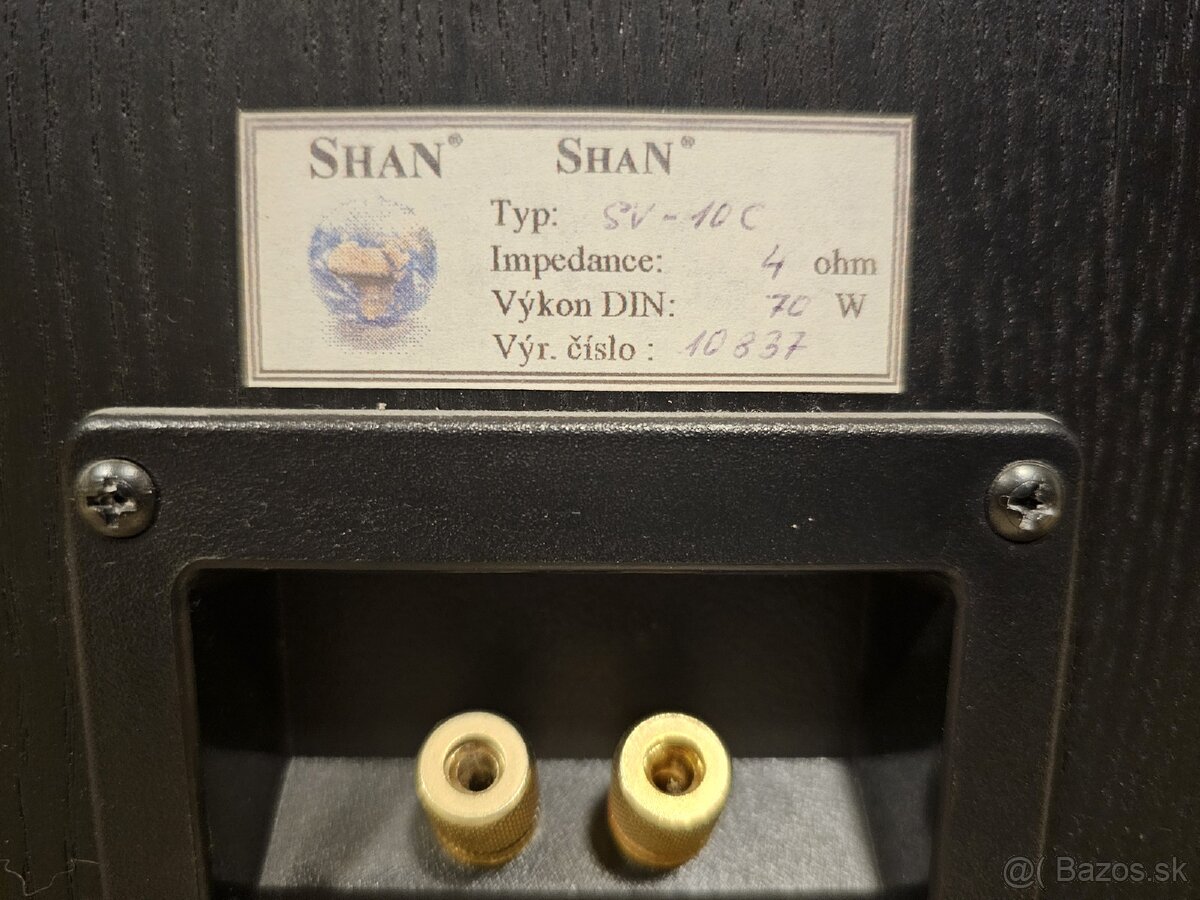 SHAN® SHAN®
Typ: SV-10C
Impedance: 4 ohm
Výkon DIN: 70 W
Výr. číslo : 10837
@( Bazos.sk